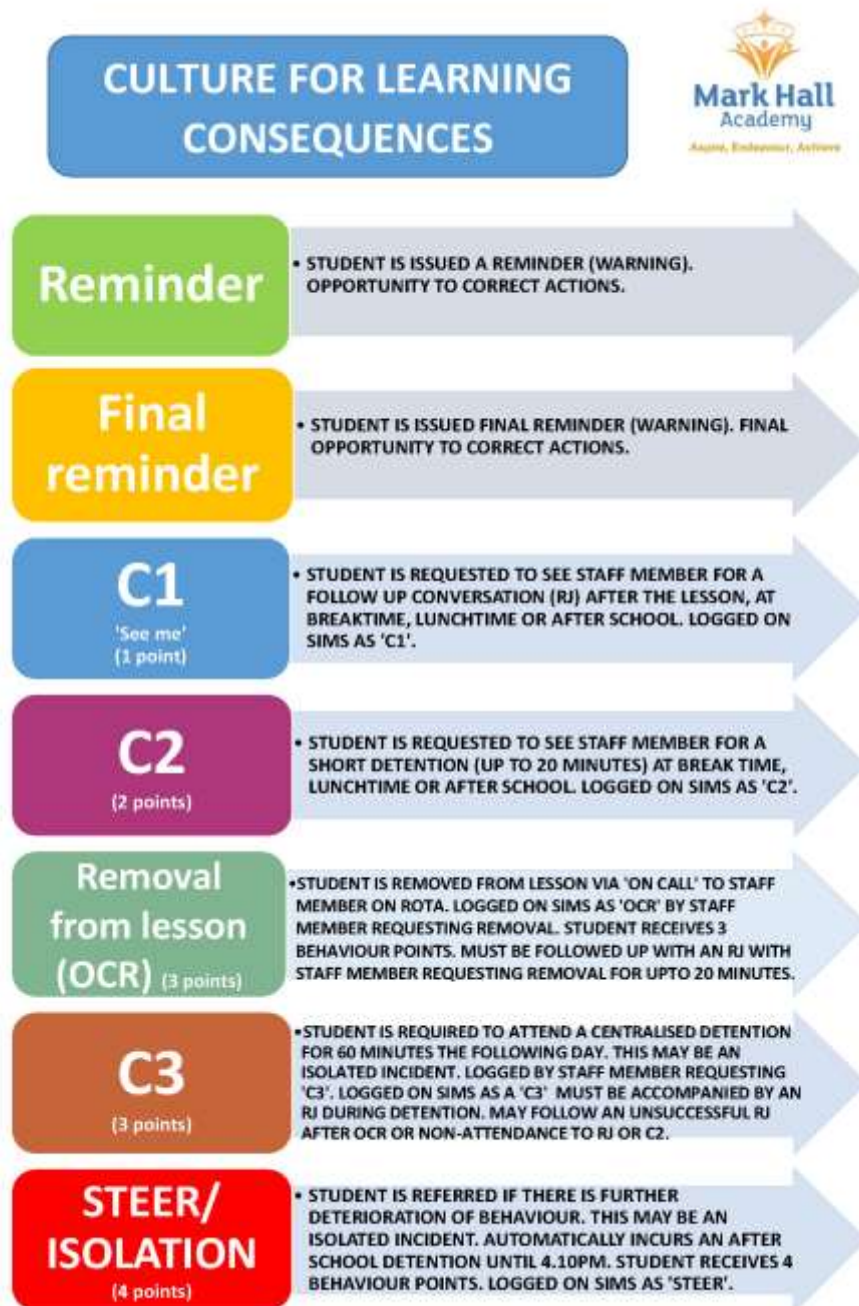 CULTURE FOR LEARNING
CONSEQUENCES
Mark Hall
Academy
Aspire, Endeavour, Achieve
Reminder
• STUDENT IS ISSUED A REMINDER (WARNING).
OPPORTUNITY TO CORRECT ACTIONS.
Final
reminder
• STUDENT IS ISSUED FINAL REMINDER (WARNING). FINAL
OPPORTUNITY TO CORRECT ACTIONS.
C1
'See me'
(1 point)
• STUDENT IS REQUESTED TO SEE STAFF MEMBER FOR A
FOLLOW UP CONVERSATION (RJ) AFTER THE LESSON, AT
BREAKTIME, LUNCHTIME OR AFTER SCHOOL. LOGGED ON
SIMS AS 'C1'.
C2
(2 points)
• STUDENT IS REQUESTED TO SEE STAFF MEMBER FOR A
SHORT DETENTION (UP TO 20 MINUTES) AT BREAK TIME,
LUNCHTIME OR AFTER SCHOOL. LOGGED ON SIMS AS 'C2'.
Removal
from lesson
(OCR) (3 points)
•STUDENT IS REMOVED FROM LESSON VIA 'ON CALL' TO STAFF
MEMBER ON ROTA. LOGGED ON SIMS AS 'OCR' BY STAFF
MEMBER REQUESTING REMOVAL. STUDENT RECEIVES 3
BEHAVIOUR POINTS. MUST BE FOLLOWED UP WITH AN RJ WITH
STAFF MEMBER REQUESTING REMOVAL FOR UPTO 20 MINUTES.
C3
(3 points)
•STUDENT IS REQUIRED TO ATTEND A CENTRALISED DETENTION
FOR 60 MINUTES THE FOLLOWING DAY. THIS MAY BE AN
ISOLATED INCIDENT. LOGGED BY STAFF MEMBER REQUESTING
'C3'. LOGGED ON SIMS AS A 'C3' MUST BE ACCOMPANIED BY AN
RJ DURING DETENTION. MAY FOLLOW AN UNSUCCESSFUL RJ
AFTER OCR OR NON-ATTENDANCE TO RJ OR C2.
STEER/
ISOLATION
(4 points)
• STUDENT IS REFERRED IF THERE IS FURTHER
DETERIORATION OF BEHAVIOUR. THIS MAY BE AN
ISOLATED INCIDENT. AUTOMATICALLY INCURS AN AFTER
SCHOOL DETENTION UNTIL 4.10PM. STUDENT RECEIVES 4
BEHAVIOUR POINTS. LOGGED ON SIMS AS 'STEER'.